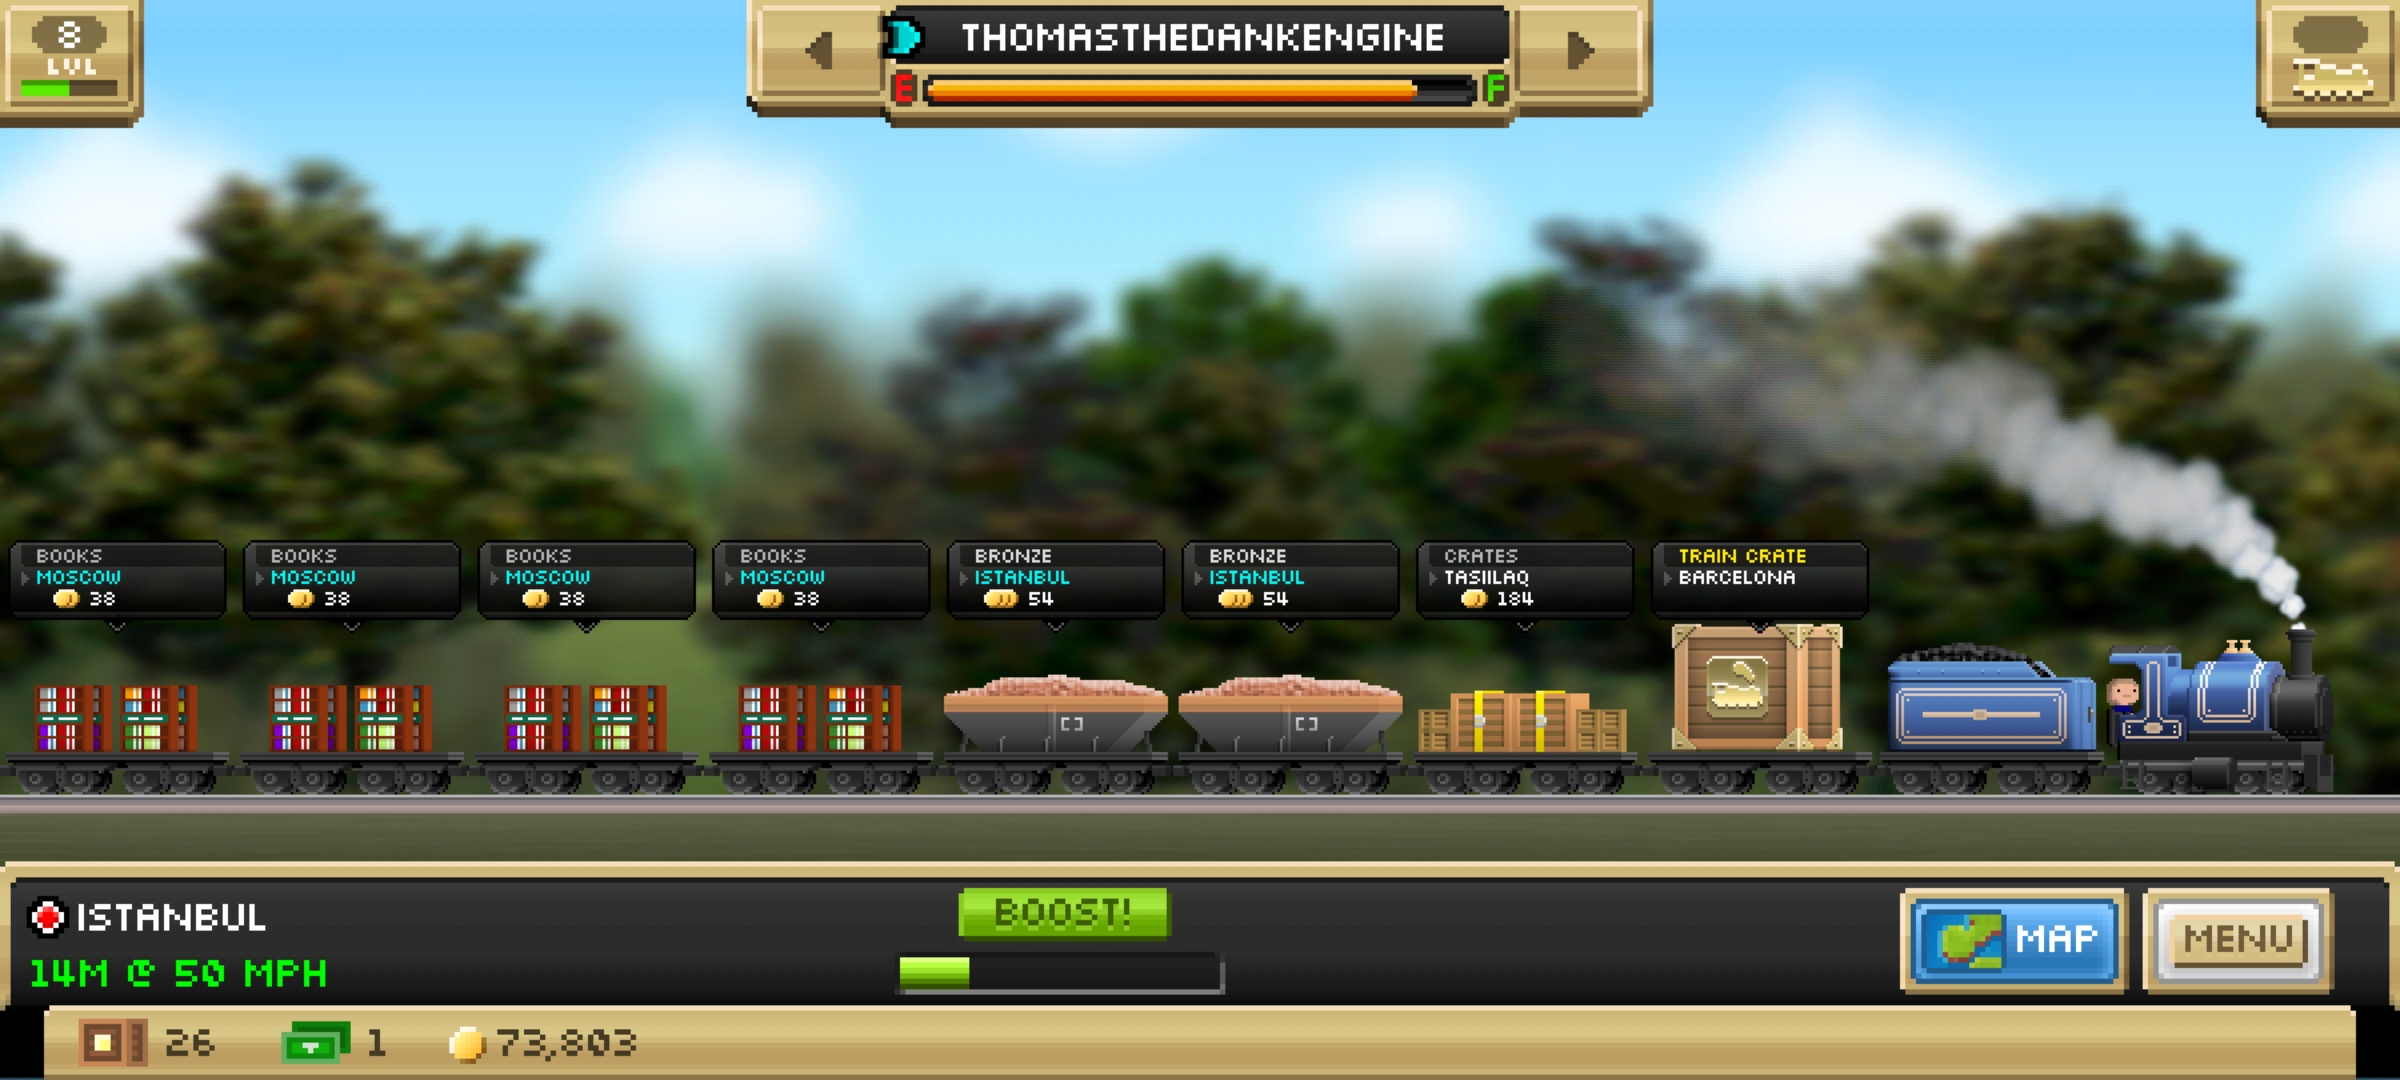 8
LVL
THOMASTHEDANKENGINE
E F
BOOKS
MOSCOW
38
BOOKS
MOSCOW
38
BOOKS
MOSCOW
38
BOOKS
MOSCOW
38
BRONZE
ISTANBUL
54
BRONZE
ISTANBUL
54
CRATES
TASIILAQ
184
TRAIN CRATE
BARCELONA
ISTANBUL
14M @ 50 MPH
BOOST!
MAP
MENU
26
1
73,803